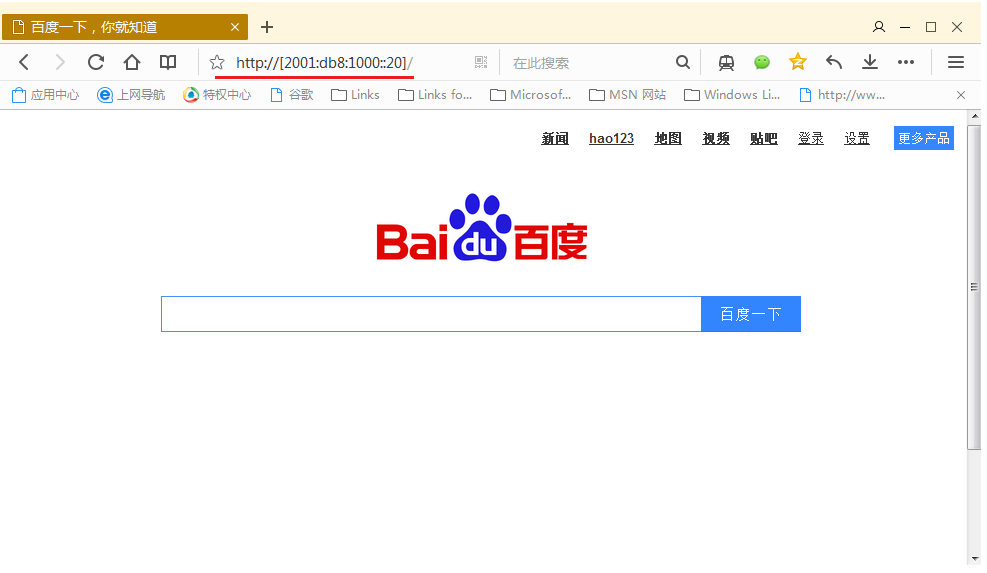 百度一下，你就知道
http://[2001:db8:1000::20]/ 在此搜索
应用中心 上网导航 特权中心 谷歌 Links Links fo... Microsof... MSN 网站 Windows Li... http://ww...
新闻 hao123 地图 视频 贴吧 登录 设置 更多产品
Bai du 百度
百度一下